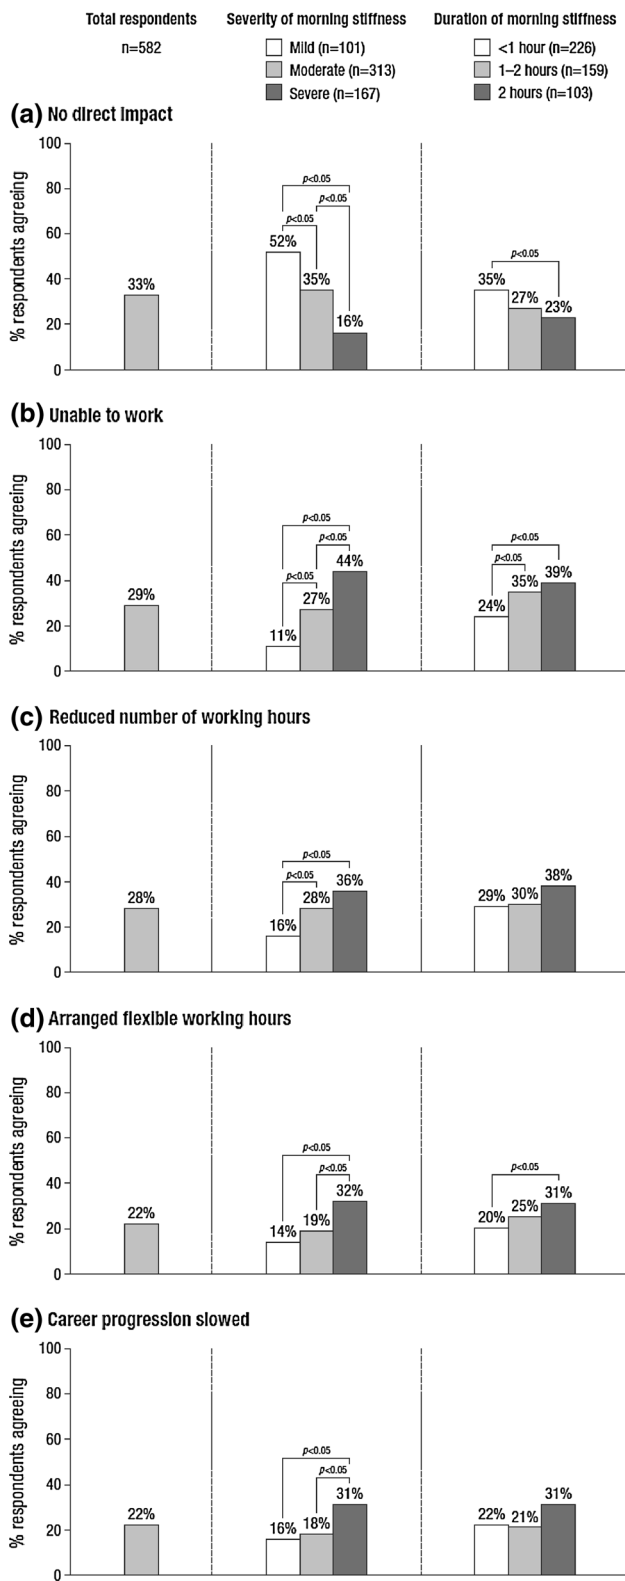 Total respondents Severity of morning stiffness Duration of morning stiffness
n=582 Mild (n=101) <1 hour (n=226)
Moderate (n=313) 1–2 hours (n=159)
Severe (n=167) 2 hours (n=103)
(a) No direct impact
% respondents agreeing
100
80
60
40
20
0
33%
52%
35%
16%
p<0.05
p<0.05
p<0.05
35%
27%
23%
p<0.05
(b) Unable to work
% respondents agreeing
100
80
60
40
20
0
29%
11%
27%
44%
p<0.05
p<0.05
p<0.05
24%
35%
39%
p<0.05
p<0.05
(c) Reduced number of working hours
% respondents agreeing
100
80
60
40
20
0
28%
16%
28%
36%
p<0.05
p<0.05
29%
30%
38%
(d) Arranged flexible working hours
% respondents agreeing
100
80
60
40
20
0
22%
14%
19%
32%
p<0.05
p<0.05
20%
25%
31%
p<0.05
(e) Career progression slowed
% respondents agreeing
100
80
60
40
20
0
22%
16%
18%
31%
p<0.05
p<0.05
22%
21%
31%